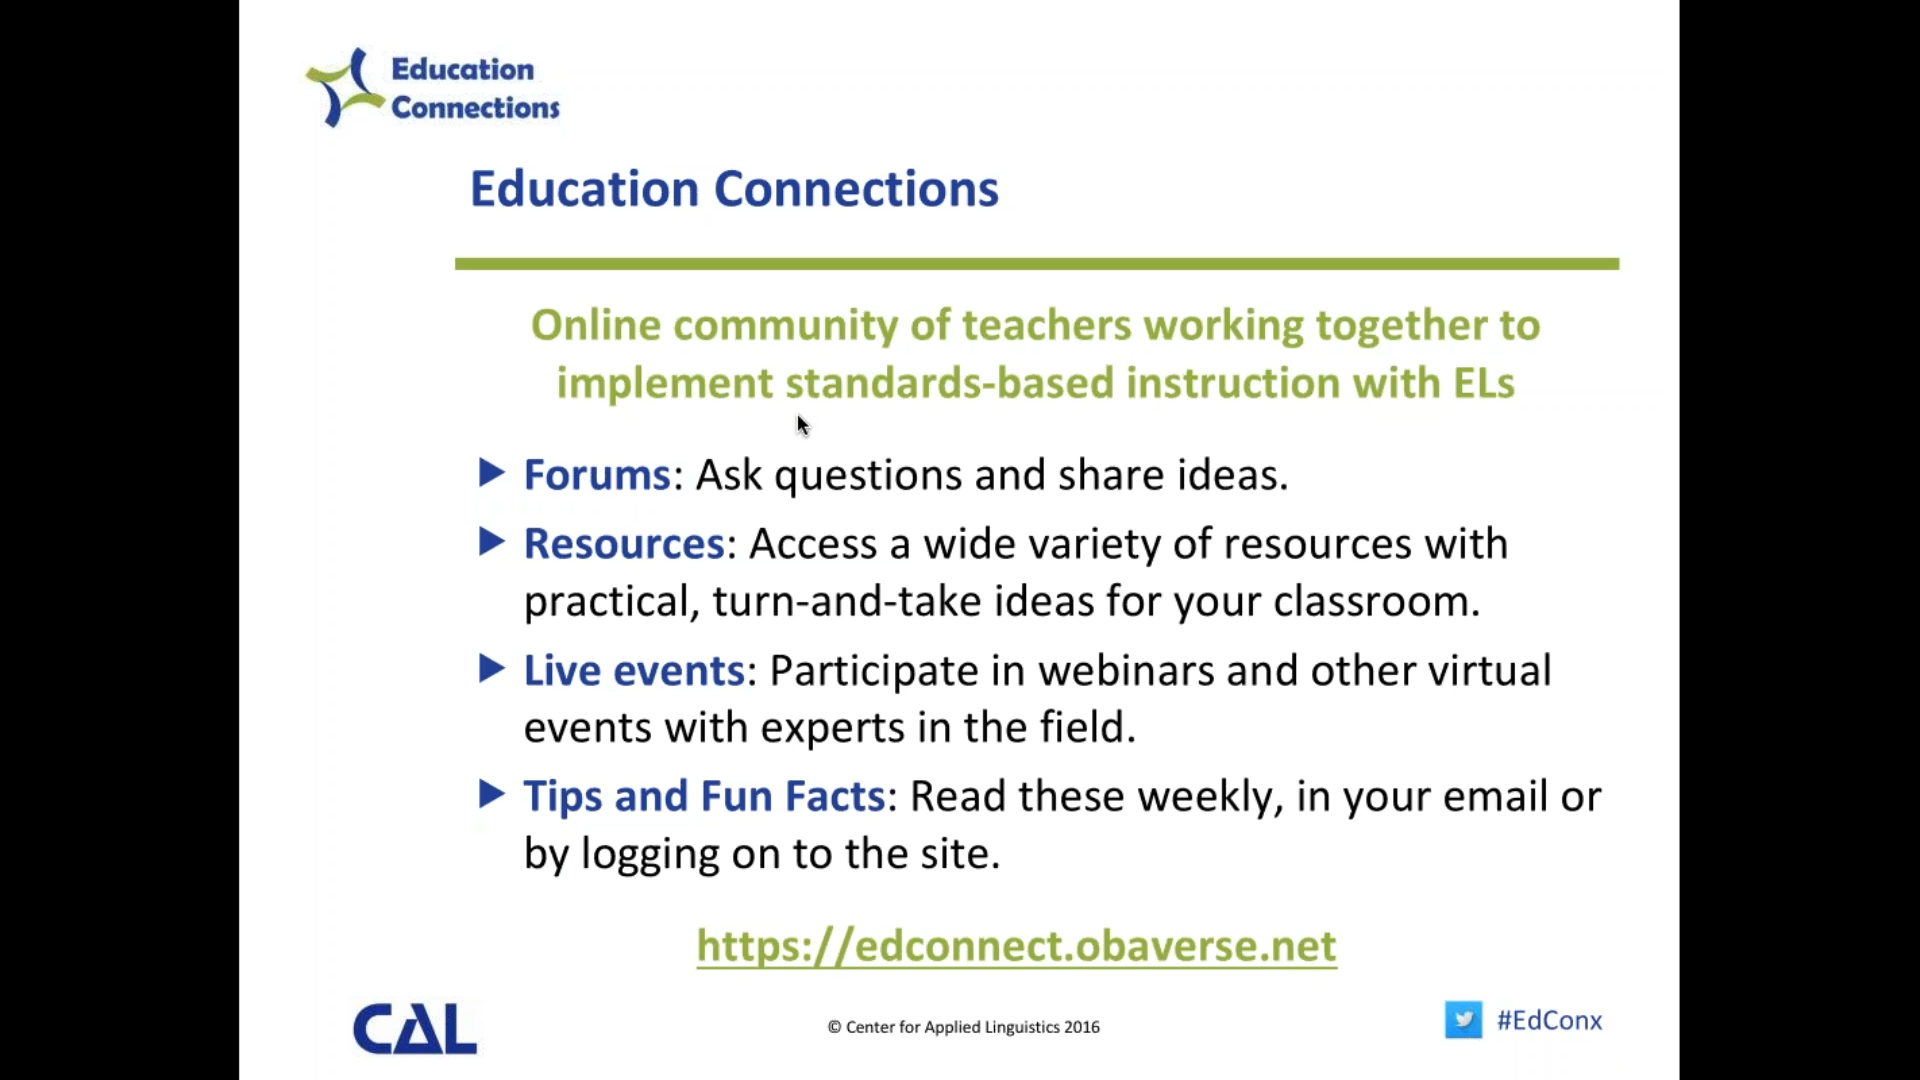 Education
Connections
Education Connections
Online community of teachers working together to
implement standards-based instruction with ELs
Forums: Ask questions and share ideas.
Resources: Access a wide variety of resources with
practical, turn-and-take ideas for your classroom.
Live events: Participate in webinars and other virtual
events with experts in the field.
Tips and Fun Facts: Read these weekly, in your email or
by logging on to the site.
https://edconnect.obaverse.net
CAL
© Center for Applied Linguistics 2016
#EdConx